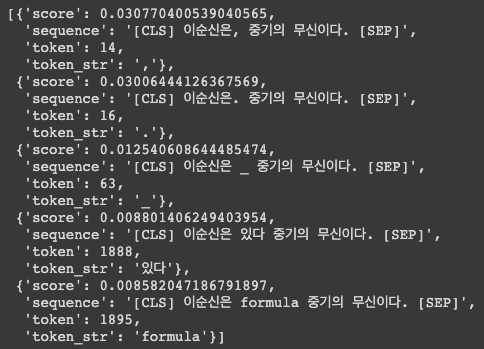 [{'score': 0.030770400539040565,
'sequence': '[CLS] 이순신은, 중기의 무신이다. [SEP]',
'token': 14,
'token_str': ','},
{'score': 0.03006444126367569,
'sequence': '[CLS] 이순신은. 중기의 무신이다. [SEP]',
'token': 16,
'token_str': '.'},
{'score': 0.012540608644485474,
'sequence': '[CLS] 이순신은 _ 중기의 무신이다. [SEP]',
'token': 63,
'token_str': '_'},
{'score': 0.008801406249403954,
'sequence': '[CLS] 이순신은 있다 중기의 무신이다. [SEP]',
'token': 1888,
'token_str': '있다'},
{'score': 0.008582047186791897,
'sequence': '[CLS] 이순신은 formula 중기의 무신이다. [SEP]',
'token': 1895,
'token_str': 'formula'}]